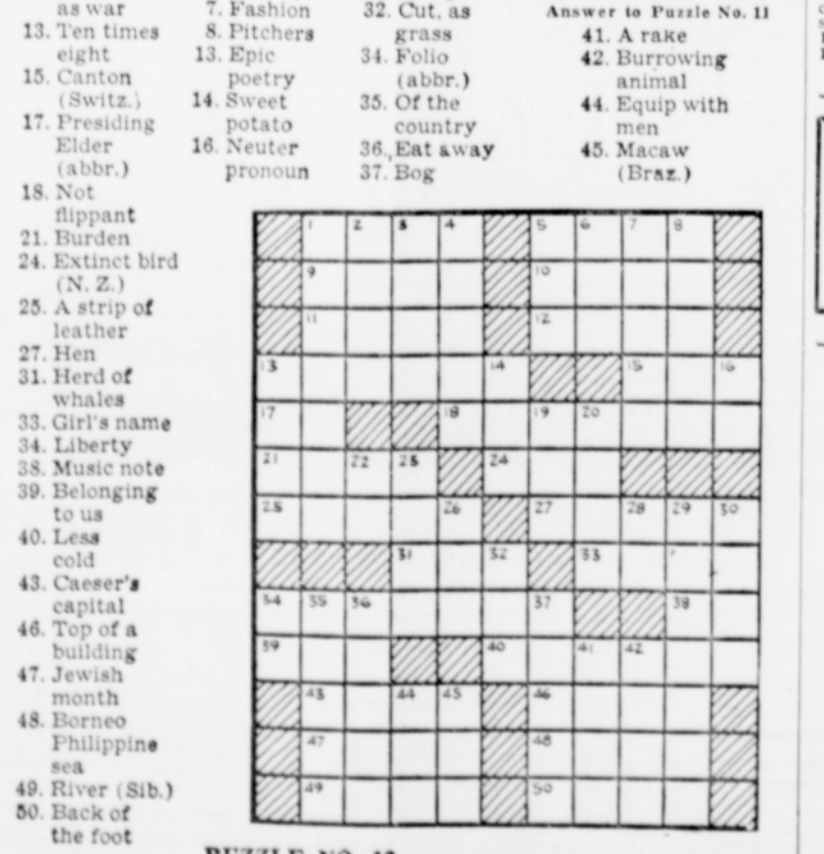 as war
13. Ten times
eight
15. Canton
(Switz.)
17. Presiding
Elder
(abbr.)
18. Not
flippant
21. Burden
24. Extinct bird
(N. Z.)
25. A strip of
leather
27. Hen
31. Herd of
whales
33. Girl's name
34. Liberty
38. Music note
39. Belonging
to us
40. Less
cold
43. Caeser's
capital
46. Top of a
building
47. Jewish
month
48. Borneo
Philippine
sea
49. River (Sib.)
50. Back of
the foot
7. Fashion
8. Pitchers
13. Epic
poetry
14. Sweet
potato
16. Neuter
pronoun
32. Cut, as
grass
34. Folio
(abbr.)
35. Of the
country
36. Eat away
37. Bog
Answer to Puzzle No. 11
41. A rake
42. Burrowing
animal
44. Equip with
men
45. Macaw
(Braz.)
1 2 3 4 5 6 7 8
9 10
11 12
13 14 15 16
17 18 19 20
21 22 23 24
25 26 27 28 29 30
31 32 33
34 35 36 37 38
39 40 41 42
43 44 45 46
47 48
49 50
PUZZLE NO.